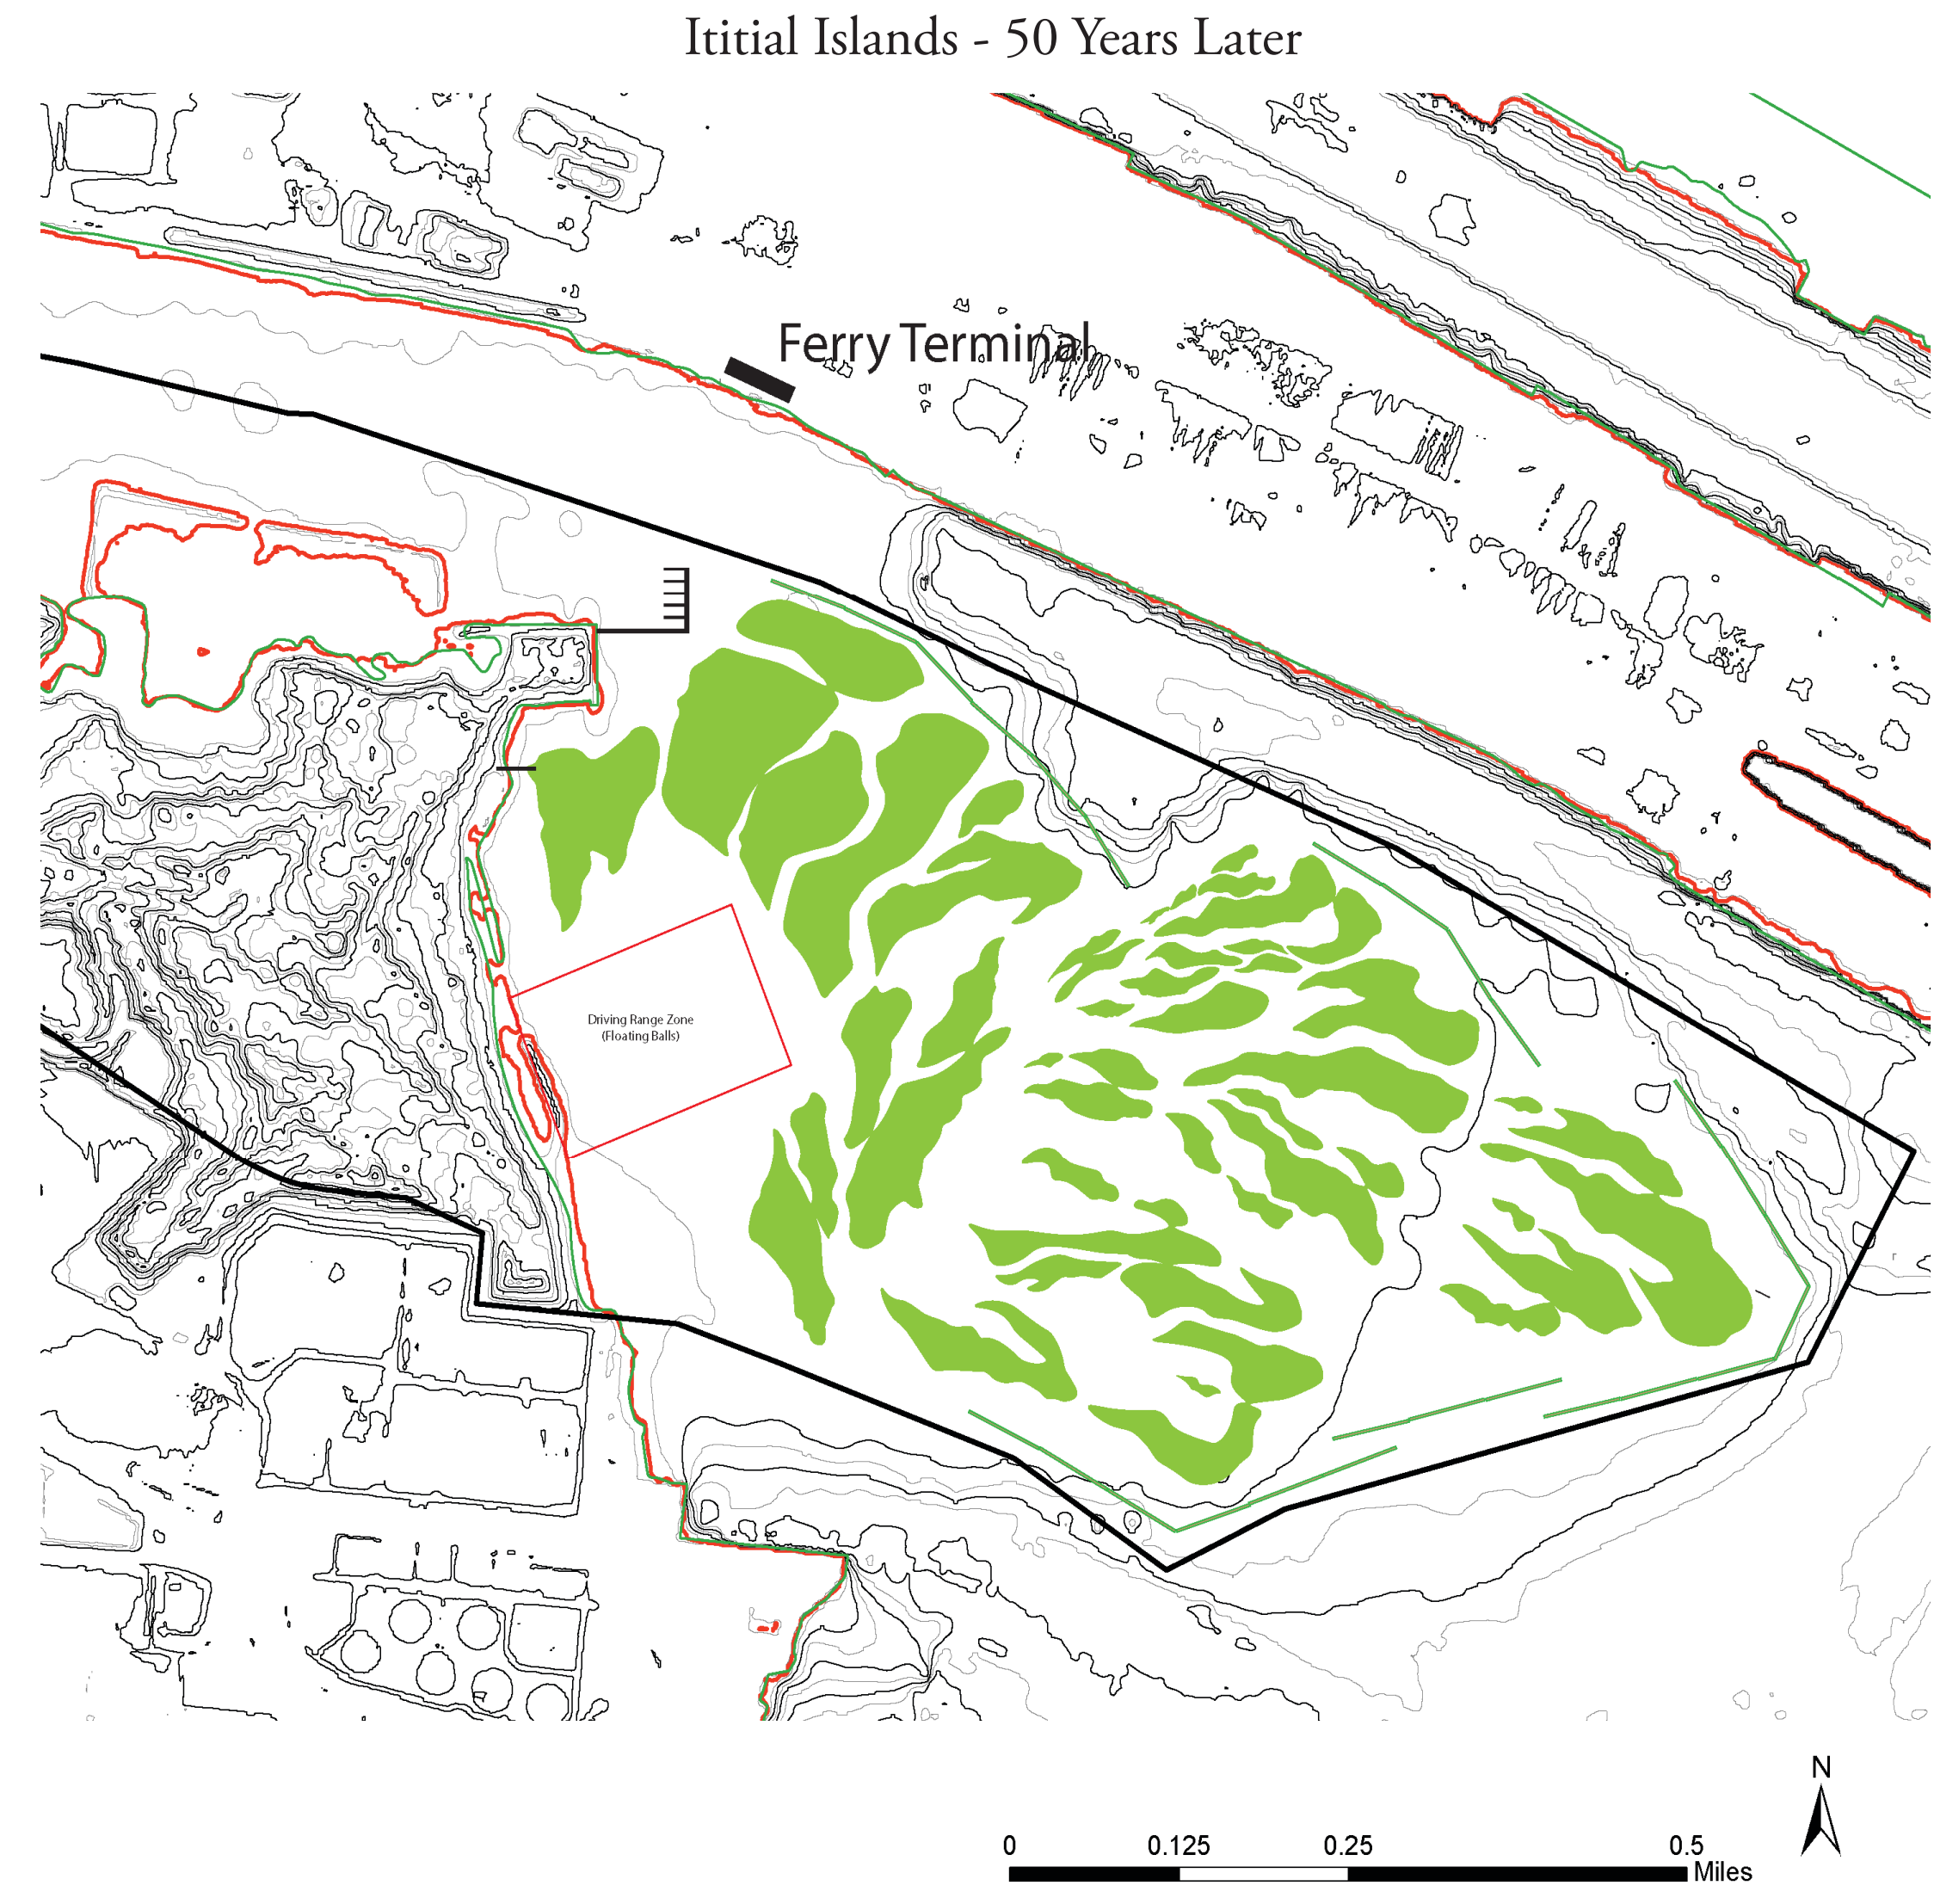 Ititial Islands - 50 Years Later
Ferry Terminal
Driving Range Zone
(Floating Balls)
N
0 0.125 0.25 0.5
Miles